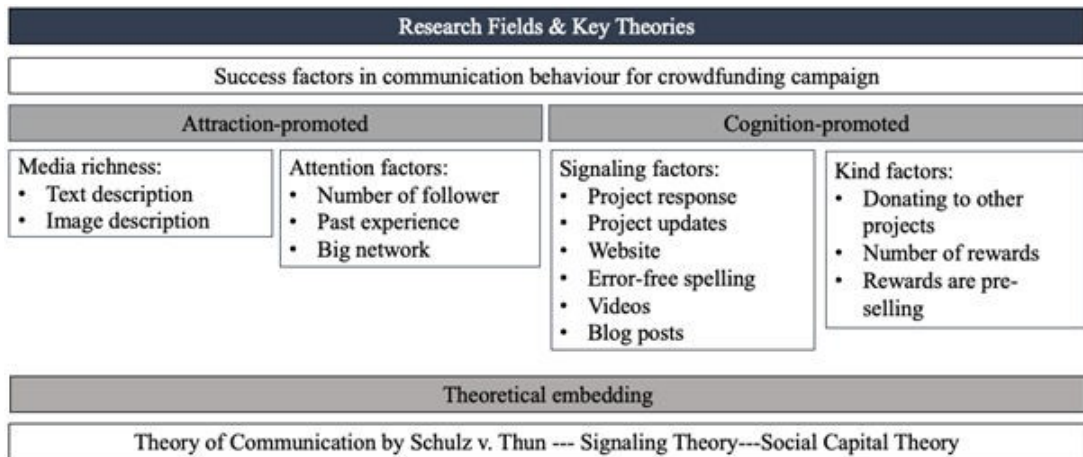 Research Fields & Key Theories
Success factors in communication behaviour for crowdfunding campaign
Attraction-promoted
Cognition-promoted
Media richness:
• Text description
• Image description
Attention factors:
• Number of follower
• Past experience
• Big network
Signaling factors:
• Project response
• Project updates
• Website
• Error-free spelling
• Videos
• Blog posts
Kind factors:
• Donating to other
projects
• Number of rewards
• Rewards are pre-
selling
Theoretical embedding
Theory of Communication by Schulz v. Thun --- Signaling Theory---Social Capital Theory